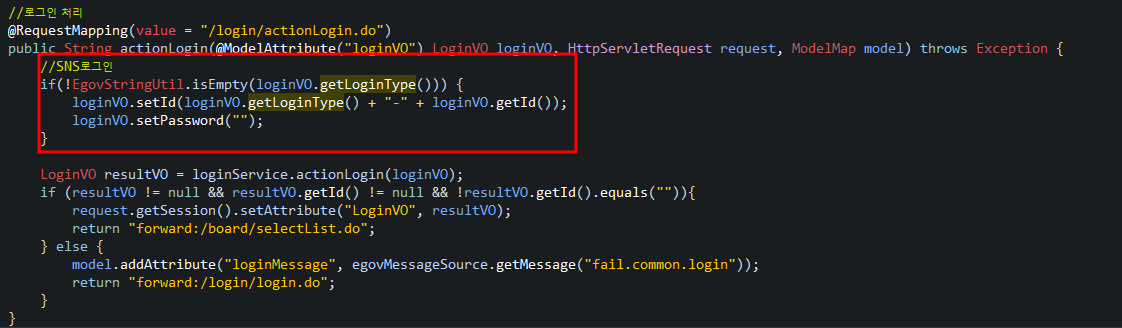 //로그인 처리
@RequestMapping(value = "/login/actionLogin.do")
public String actionLogin(@ModelAttribute("loginVO") LoginVO loginVO, HttpServletRequest request, ModelMap model) throws Exception {
//SNS로그인
if(!EgovStringUtil.isEmpty(loginVO.getLoginType())) {
loginVO.setId(loginVO.getLoginType() + "-" + loginVO.getId());
loginVO.setPassword("");
}
LoginVO resultVO = loginService.actionLogin(loginVO);
if (resultVO != null && resultVO.getId() != null && !resultVO.getId().equals("")){
request.getSession().setAttribute("LoginVO", resultVO);
return "forward:/board/selectList.do";
} else {
model.addAttribute("loginMessage", egovMessageSource.getMessage("fail.common.login"));
return "forward:/login/login.do";
}
}